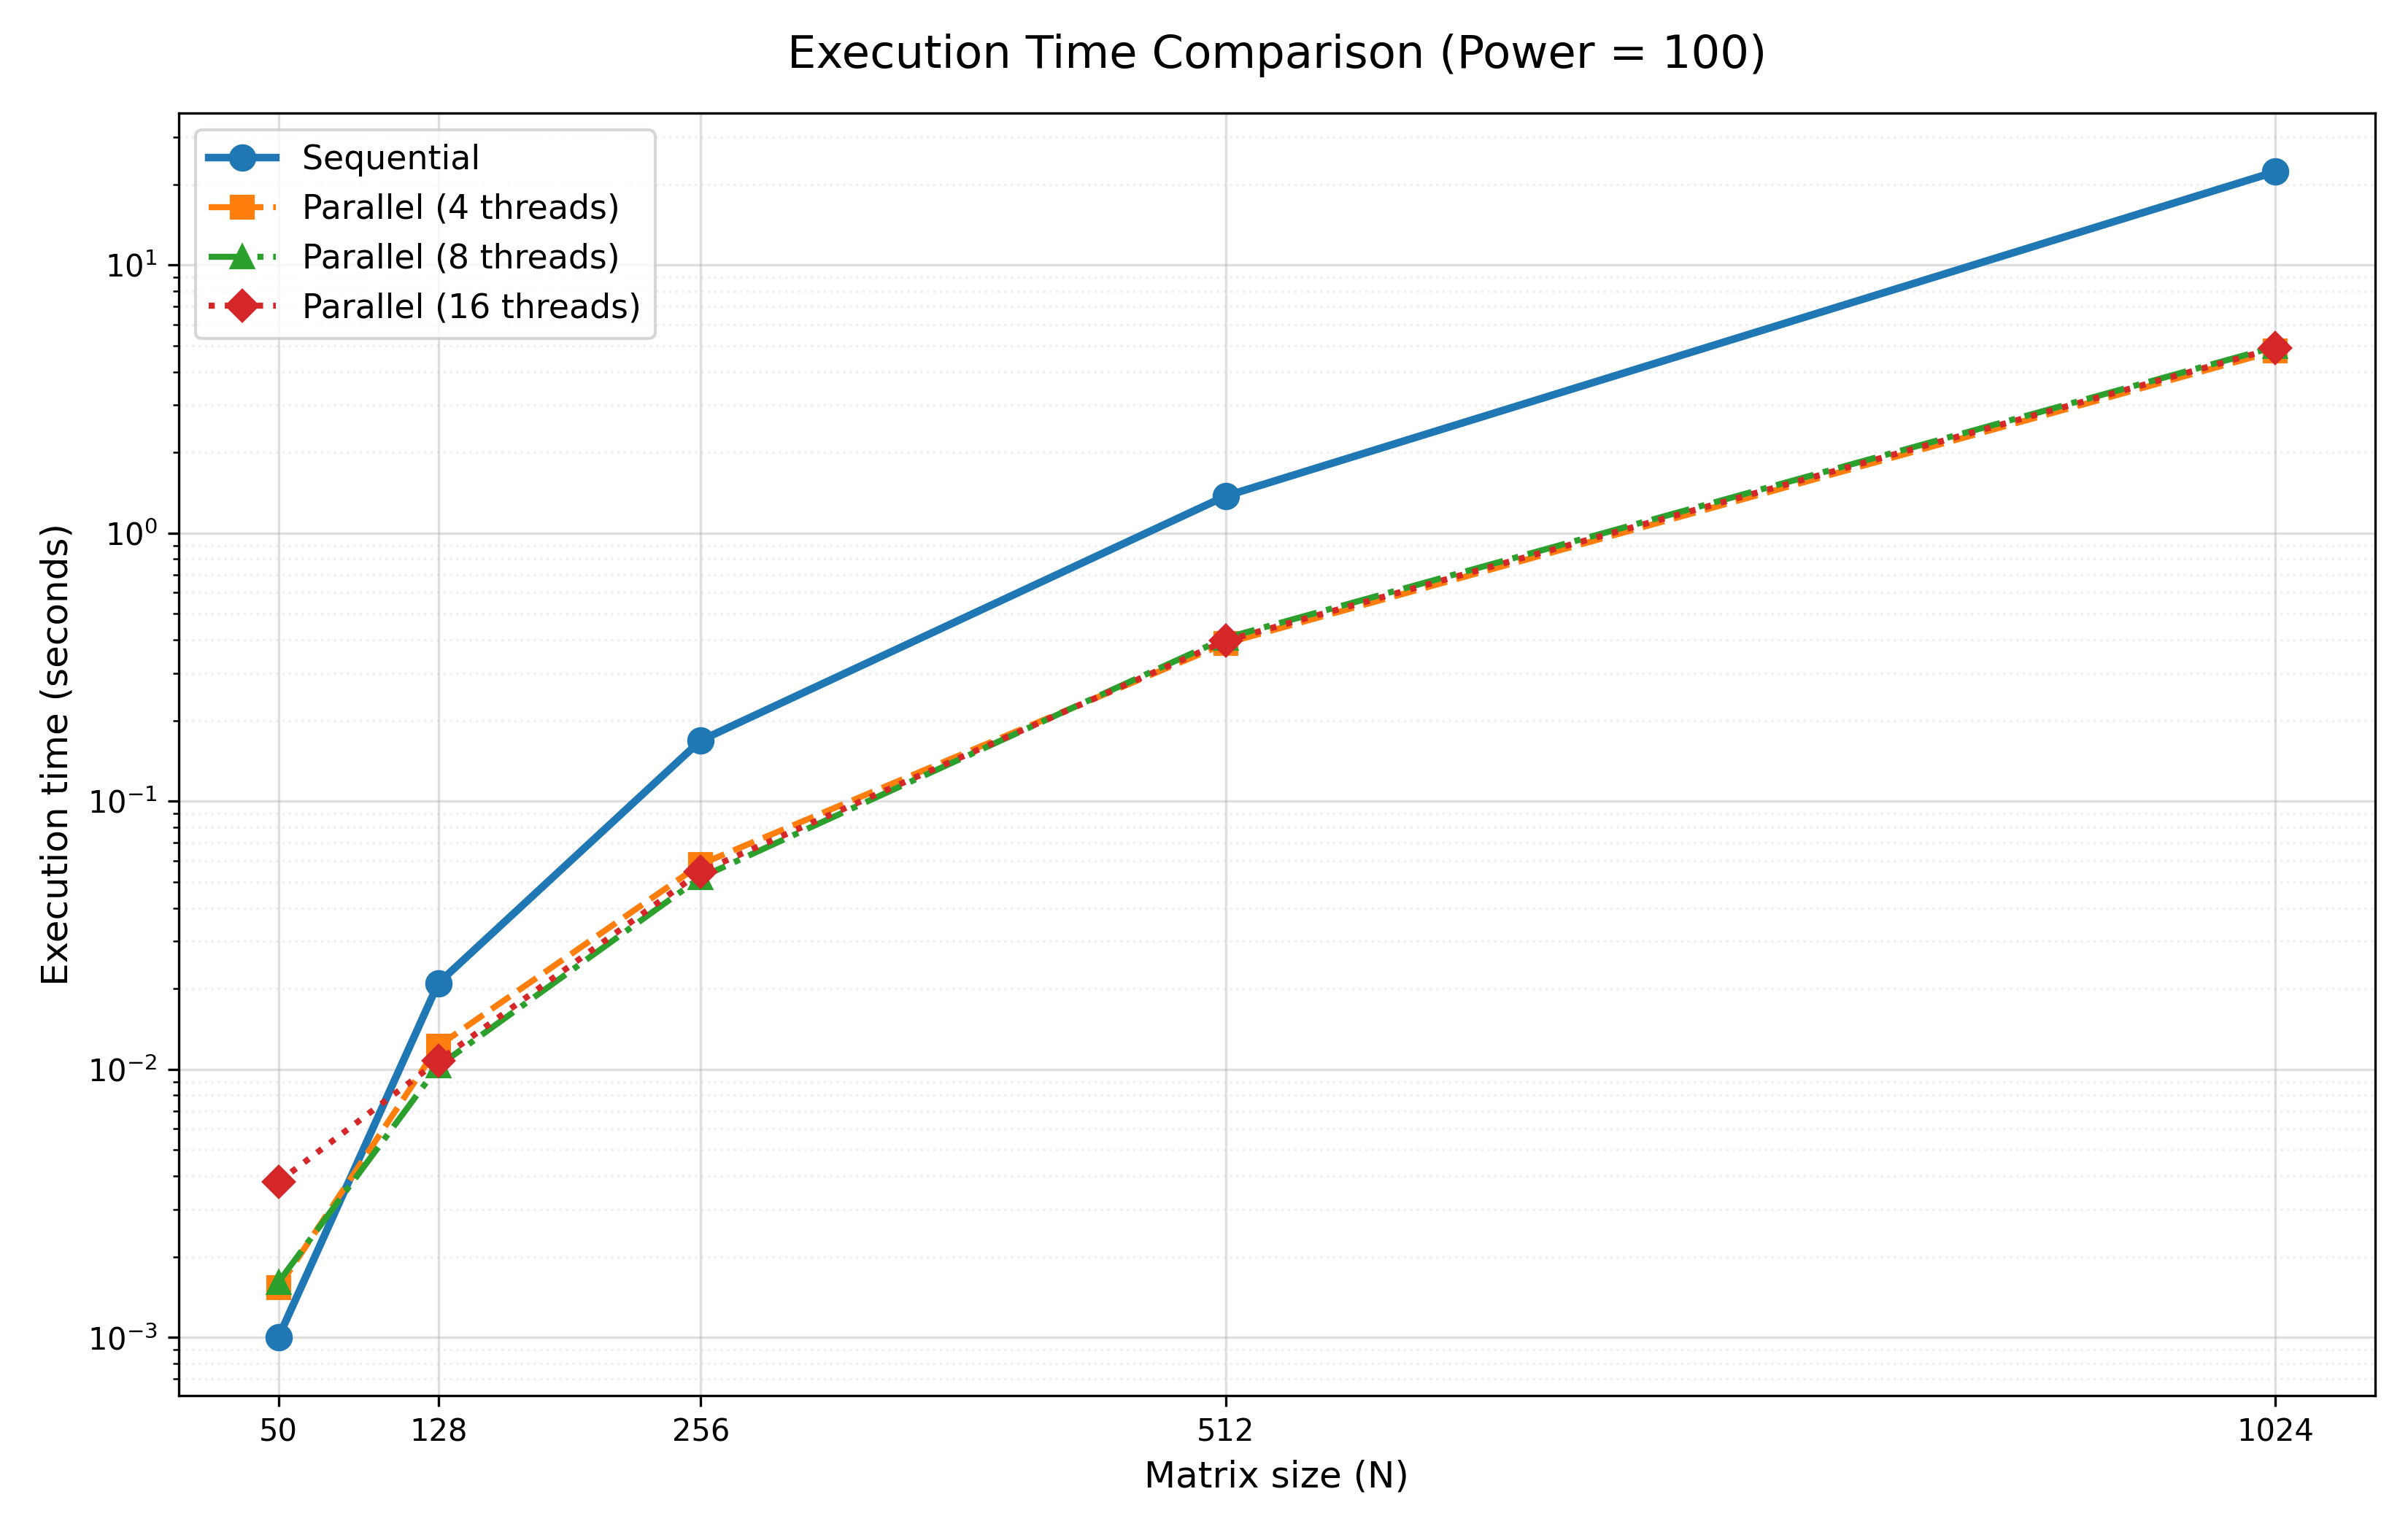 Execution Time Comparison (Power = 100)
Sequential
Parallel (4 threads)
Parallel (8 threads)
Parallel (16 threads)
Execution time (seconds)
10¹
10⁰
10⁻¹
10⁻²
10⁻³
50 128 256 512 1024
Matrix size (N)